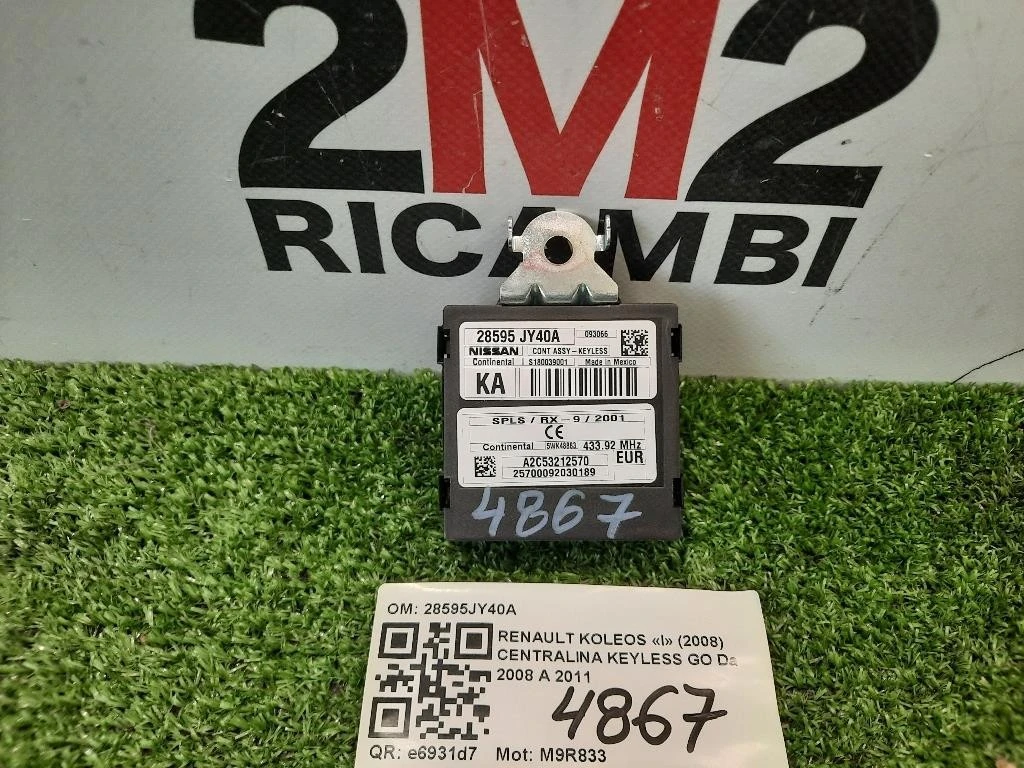 2M2
RICAMBI
28595 JY40A 093066
NISSAN CONT ASSY-KEYLESS
Continental S180039001 Made in Mexico
KA
SPLS / RX - 9 / 2001
CE
Continental 5WK48863 433.92 MHz
A2C53212570 EUR
25700092030189
4867
OM: 28595JY40A
RENAULT KOLEOS «I» (2008)
CENTRALINA KEYLESS GO Da
2008 A 2011
4867
QR: e6931d7 Mot: M9R833